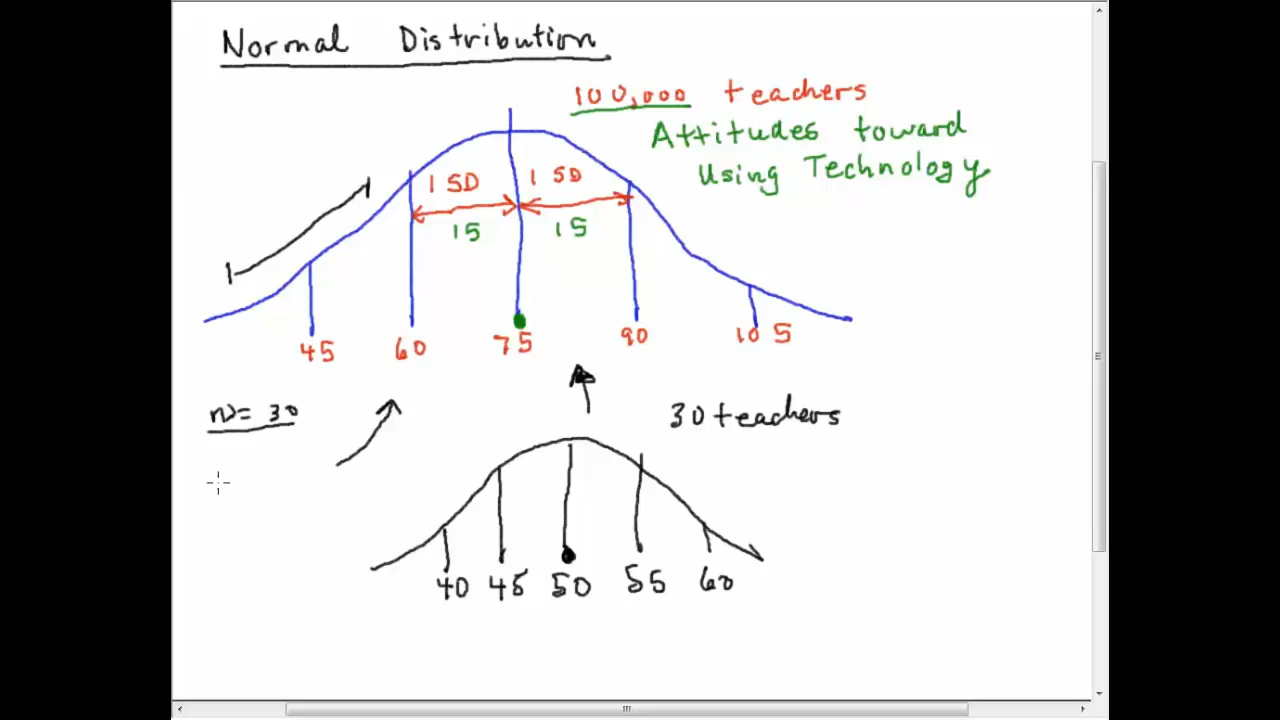 Normal Distribution
100,000 teachers
Attitudes toward
Using Technology
1 SD 1 SD
15 15
45 60 75 90 105
n>= 30
30 teachers
40 45 50 55 60